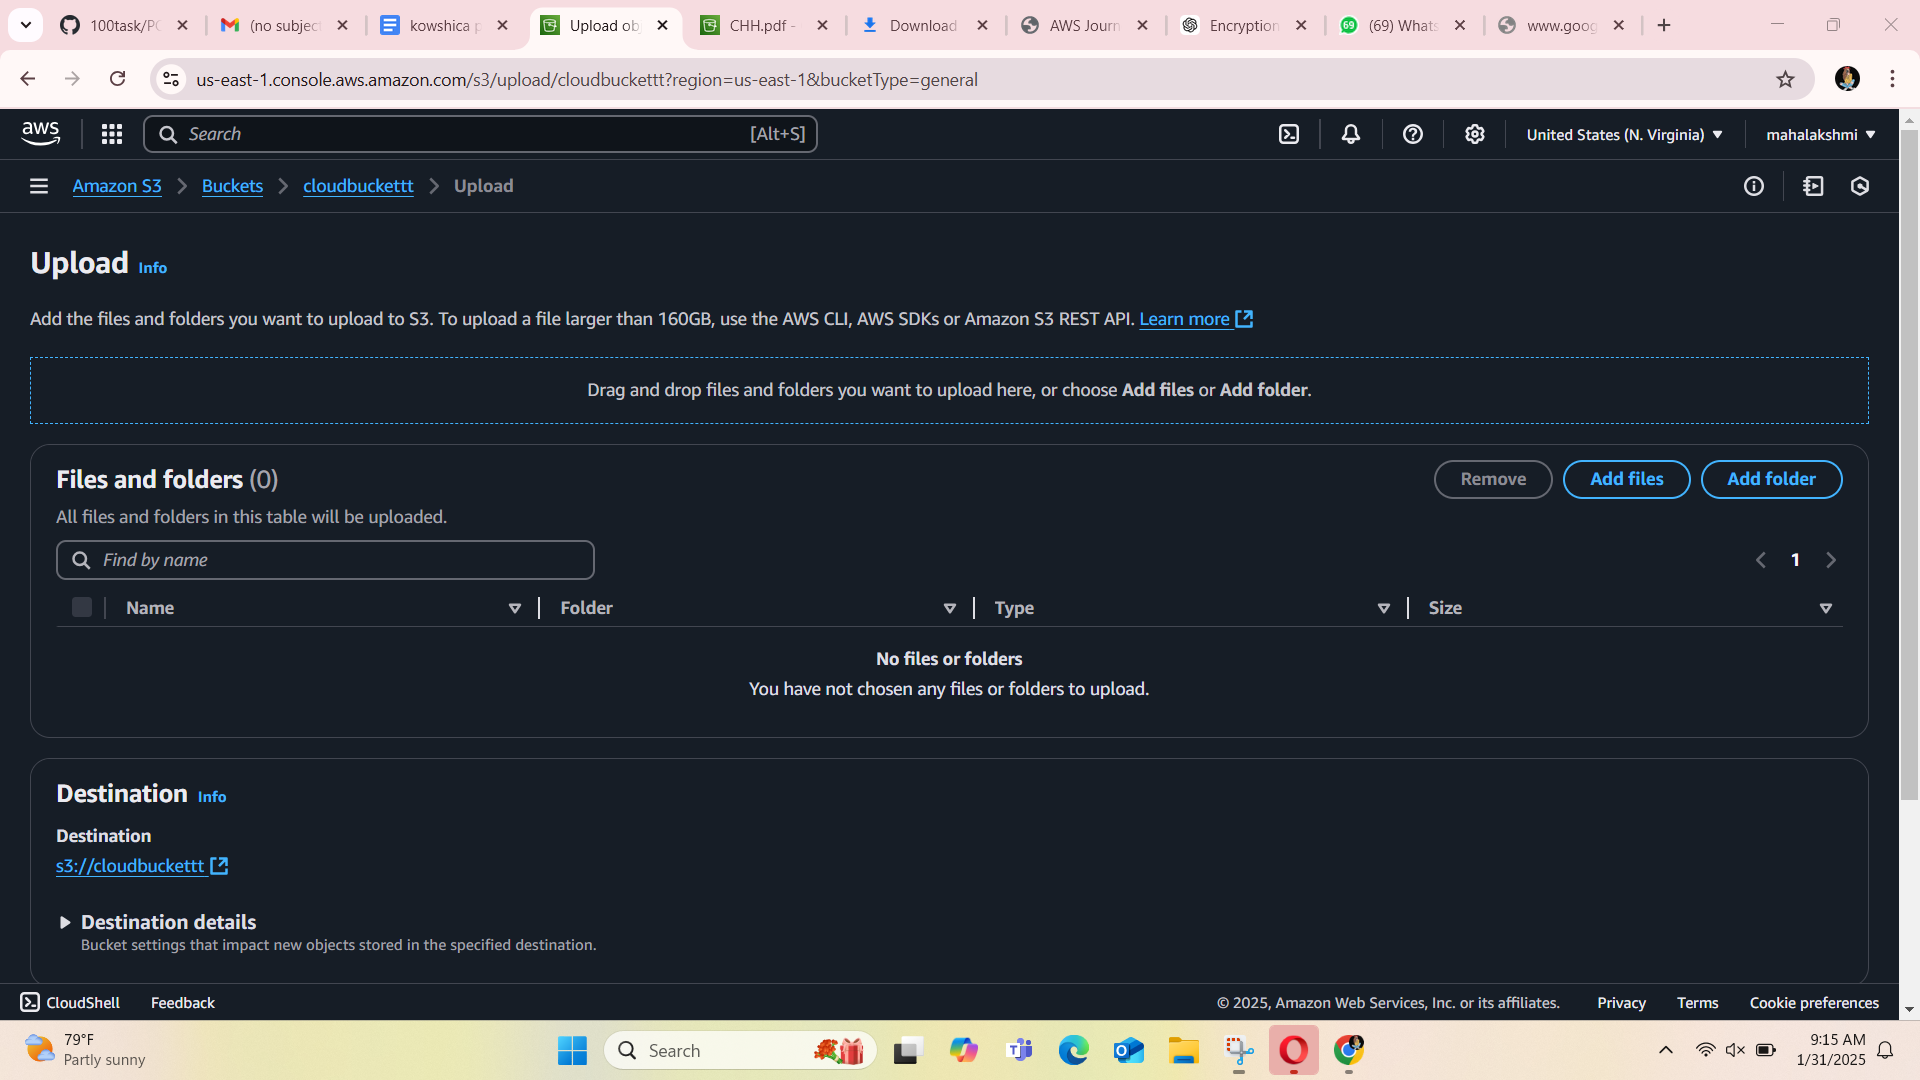 100task/PC
(no subject
kowshica p
Upload ob
CHH.pdf -
Download
AWS Journ
Encryption
69
(69) Whats
www.goog
us-east-1.console.aws.amazon.com/s3/upload/cloudbuckettt?region=us-east-1&bucketType=general
aws
Search
[Alt+S]
United States (N. Virginia)
mahalakshmi
Amazon S3
Buckets
cloudbuckettt
Upload
Upload Info
Add the files and folders you want to upload to S3. To upload a file larger than 160GB, use the AWS CLI, AWS SDKs or Amazon S3 REST API. Learn more
Drag and drop files and folders you want to upload here, or choose Add files or Add folder.
Files and folders (0)
Remove
Add files
Add folder
All files and folders in this table will be uploaded.
Find by name
1
Name
Folder
Type
Size
No files or folders
You have not chosen any files or folders to upload.
Destination Info
Destination
s3://cloudbuckettt
Destination details
Bucket settings that impact new objects stored in the specified destination.
CloudShell
Feedback
© 2025, Amazon Web Services, Inc. or its affiliates.
Privacy
Terms
Cookie preferences
79°F
Partly sunny
Search
9:15 AM
1/31/2025